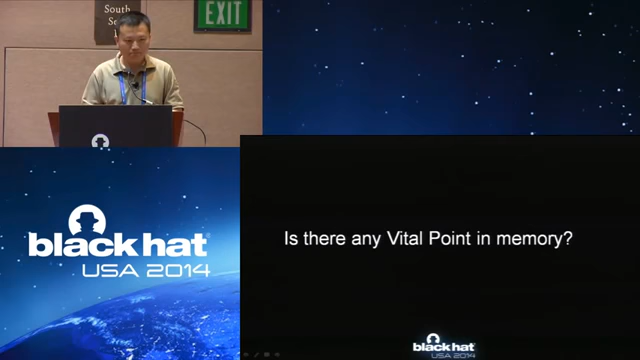 South
EXIT
black hat
USA 2014
Is there any Vital Point in memory?
black hat
USA 2014